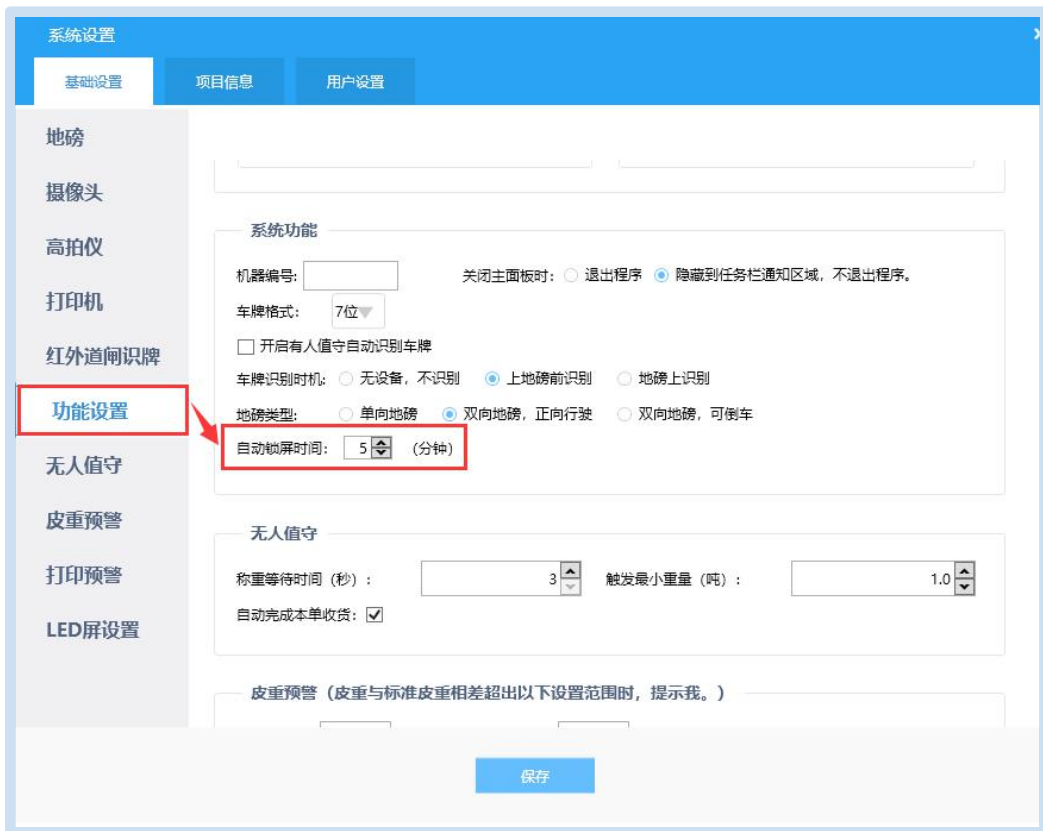 系统设置
基础设置 项目信息 用户设置
地磅
摄像头
高拍仪
打印机
红外道闸识牌
功能设置
无人值守
皮重预警
打印预警
LED屏设置
系统功能
机器编号: 关闭主面板时: 退出程序 隐藏到任务栏通知区域，不退出程序。
车牌格式: 7位
开启有人值守自动识别车牌
车牌识别时机: 无设备，不识别 上地磅前识别 地磅上识别
地磅类型: 单向地磅 双向地磅，正向行驶 双向地磅，可倒车
自动锁屏时间: 5 (分钟)
无人值守
称重等待时间（秒）: 3 触发最小重量（吨）: 1.0
自动完成本单收货:
皮重预警（皮重与标准皮重相差超出以下设置范围时，提示我。）
保存